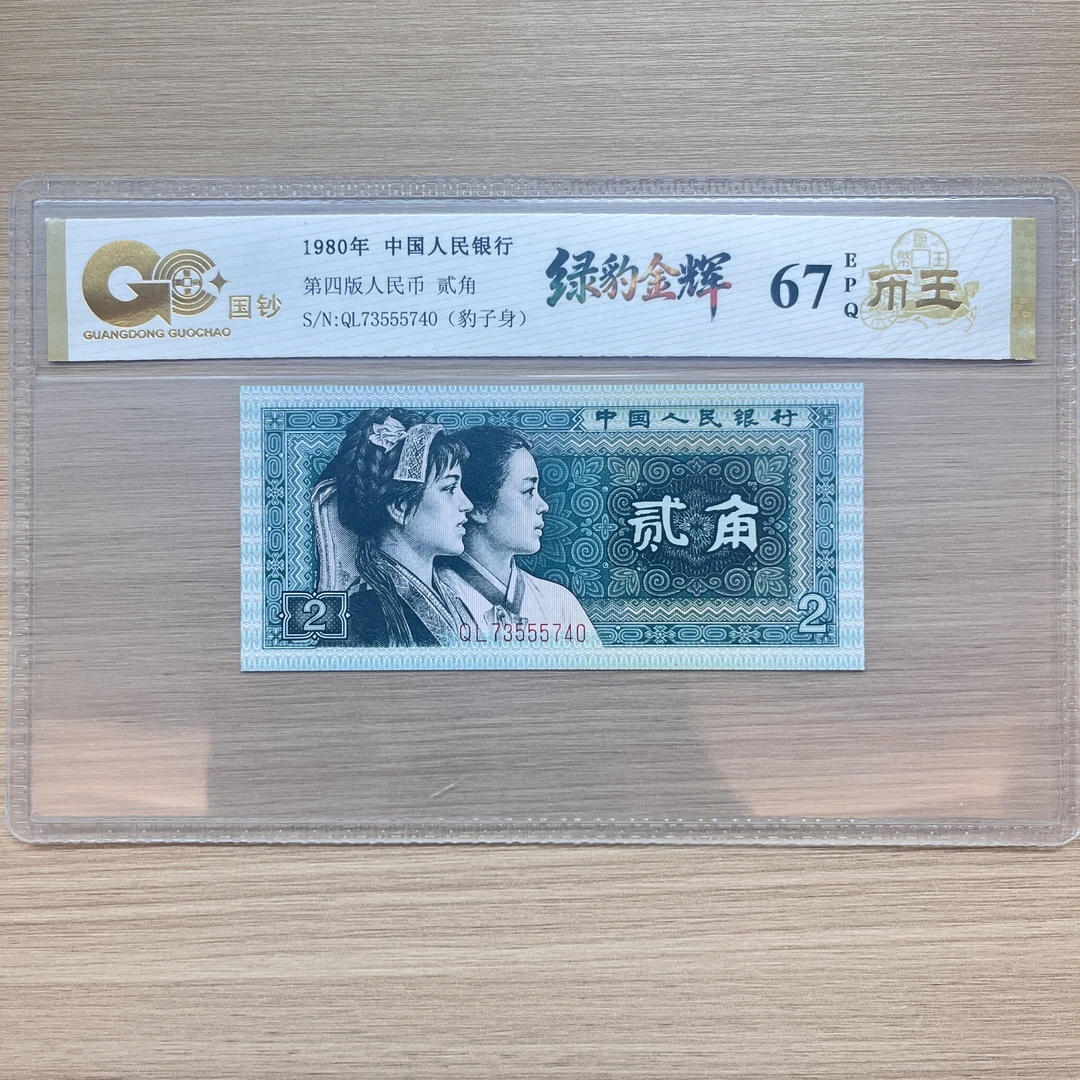 GC
国钞
GUANGDONG GUOCHAO
1980年 中国人民银行
第四版人民币 贰角
S/N:QL73555740（豹子身）
绿豹金辉
67
EPQ
币王
中国人民银行
贰角
2
QL73555740
2